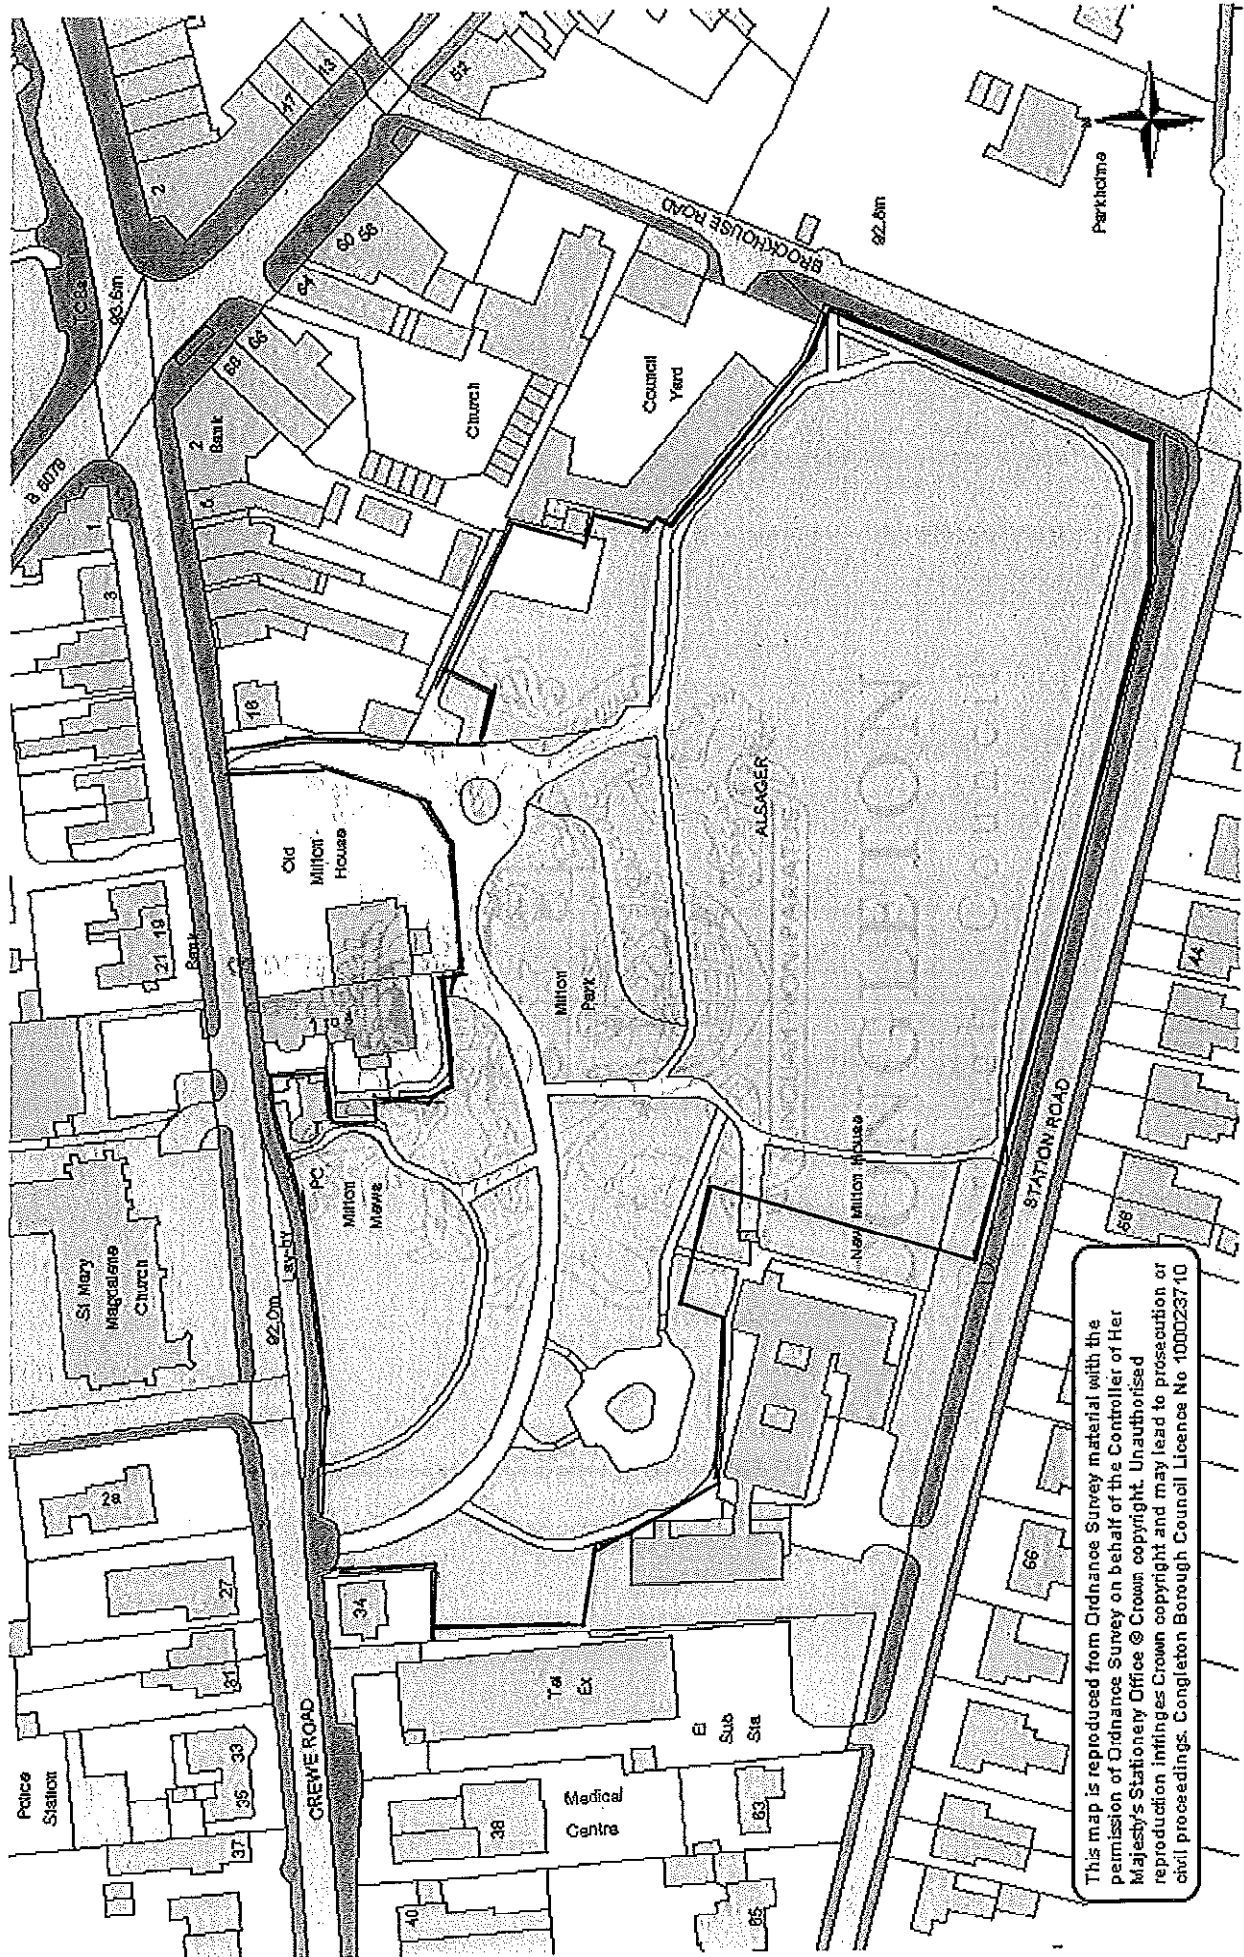 Police
Station
37
35
33
31
27
2a
St Mary
Magdalene
Church
21
19
Bank
3
1
B 5078
TCBs
93.6m
2
17
13
52
CREWE ROAD
92.0m
Lay-by
PC
Milton
Mews
Old
Milton
House
18
6
2
Bank
68
66
64
60
58
Church
Council
Yard
BROCKHOUSE ROAD
92.8m
Parkholme
40
38
34
Tel
Ex
Medical
Centre
El
Sub
Sta
63
65
Milton
Park
ALSAGER
New Milton House
STATION ROAD
66
44
This map is reproduced from Ordnance Survey material with the
permission of Ordnance Survey on behalf of the Controller of Her
Majesty's Stationery Office © Crown copyright. Unauthorised
reproduction infringes Crown copyright and may lead to prosecution or
civil proceedings. Congleton Borough Council Licence No 100023710